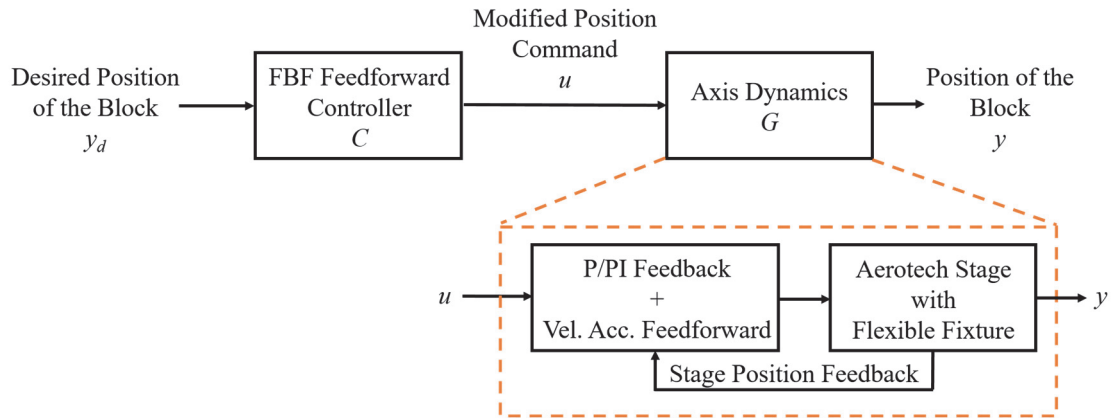 Desired Position
of the Block
y_d
FBF Feedforward
Controller
C
Modified Position
Command
u
Axis Dynamics
G
Position of the
Block
y
u
P/PI Feedback
+
Vel. Acc. Feedforward
Aerotech Stage
with
Flexible Fixture
y
Stage Position Feedback